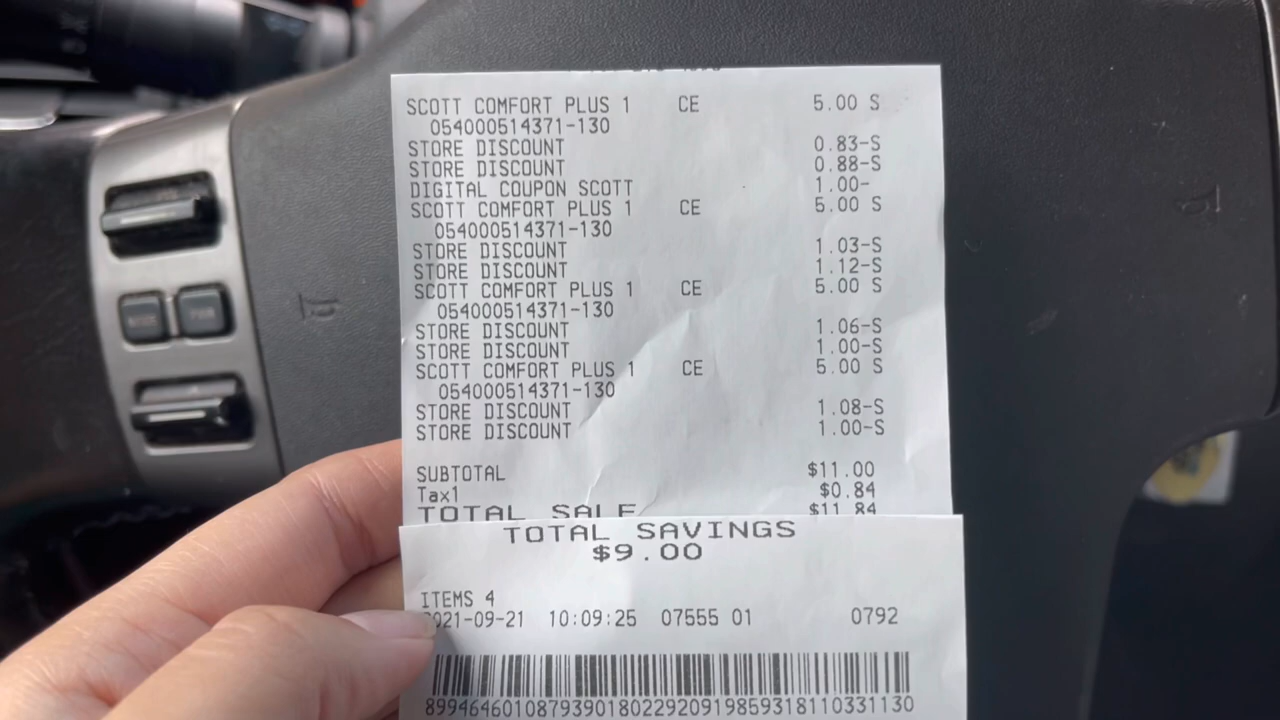 SCOTT COMFORT PLUS 1 CE 5.00 S
054000514371-130
STORE DISCOUNT 0.83-S
STORE DISCOUNT 0.88-S
DIGITAL COUPON SCOTT 1.00-
SCOTT COMFORT PLUS 1 CE 5.00 S
054000514371-130
STORE DISCOUNT 1.03-S
STORE DISCOUNT 1.12-S
SCOTT COMFORT PLUS 1 CE 5.00 S
054000514371-130
STORE DISCOUNT 1.06-S
STORE DISCOUNT 1.00-S
SCOTT COMFORT PLUS 1 CE 5.00 S
054000514371-130
STORE DISCOUNT 1.08-S
STORE DISCOUNT 1.00-S
SUBTOTAL $11.00
Tax1 $0.84
TOTAL SALE $11.84
TOTAL SAVINGS
$9.00
ITEMS 4
2021-09-21 10:09:25 07555 01 0792
899464601087939018022920919859318110331130
MODE